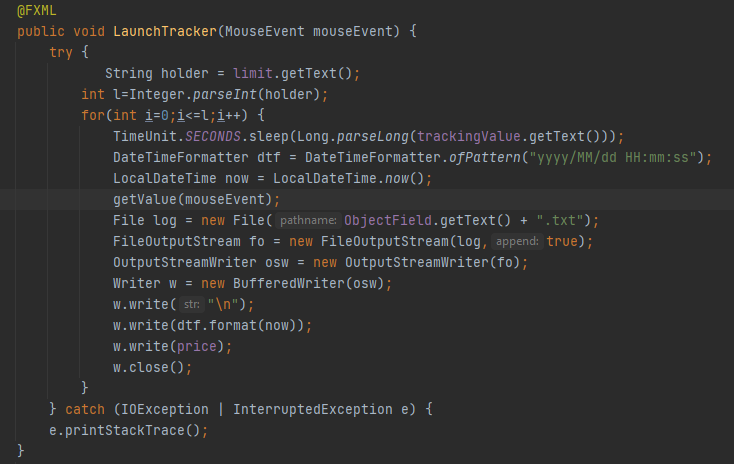 @FXML
public void LaunchTracker(MouseEvent mouseEvent) {
try {
String holder = limit.getText();
int l=Integer.parseInt(holder);
for(int i=0;i<=l;i++) {
TimeUnit.SECONDS.sleep(Long.parseLong(trackingValue.getText()));
DateTimeFormatter dtf = DateTimeFormatter.ofPattern("yyyy/MM/dd HH:mm:ss");
LocalDateTime now = LocalDateTime.now();
getValue(mouseEvent);
File log = new File( pathname: ObjectField.getText() + ".txt");
FileOutputStream fo = new FileOutputStream(log, append: true);
OutputStreamWriter osw = new OutputStreamWriter(fo);
Writer w = new BufferedWriter(osw);
w.write( str: "\n");
w.write(dtf.format(now));
w.write(price);
w.close();
}
} catch (IOException | InterruptedException e) {
e.printStackTrace();
}